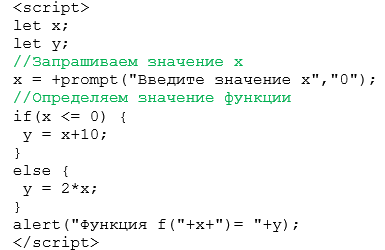 <script>
let x;
let y;
//Запрашиваем значение x
x = +prompt("Введите значение x","0");
//Определяем значение функции
if(x <= 0) {
 y = x+10;
}
else {
 y = 2*x;
}
alert("Функция f("+x+")= "+y);
</script>